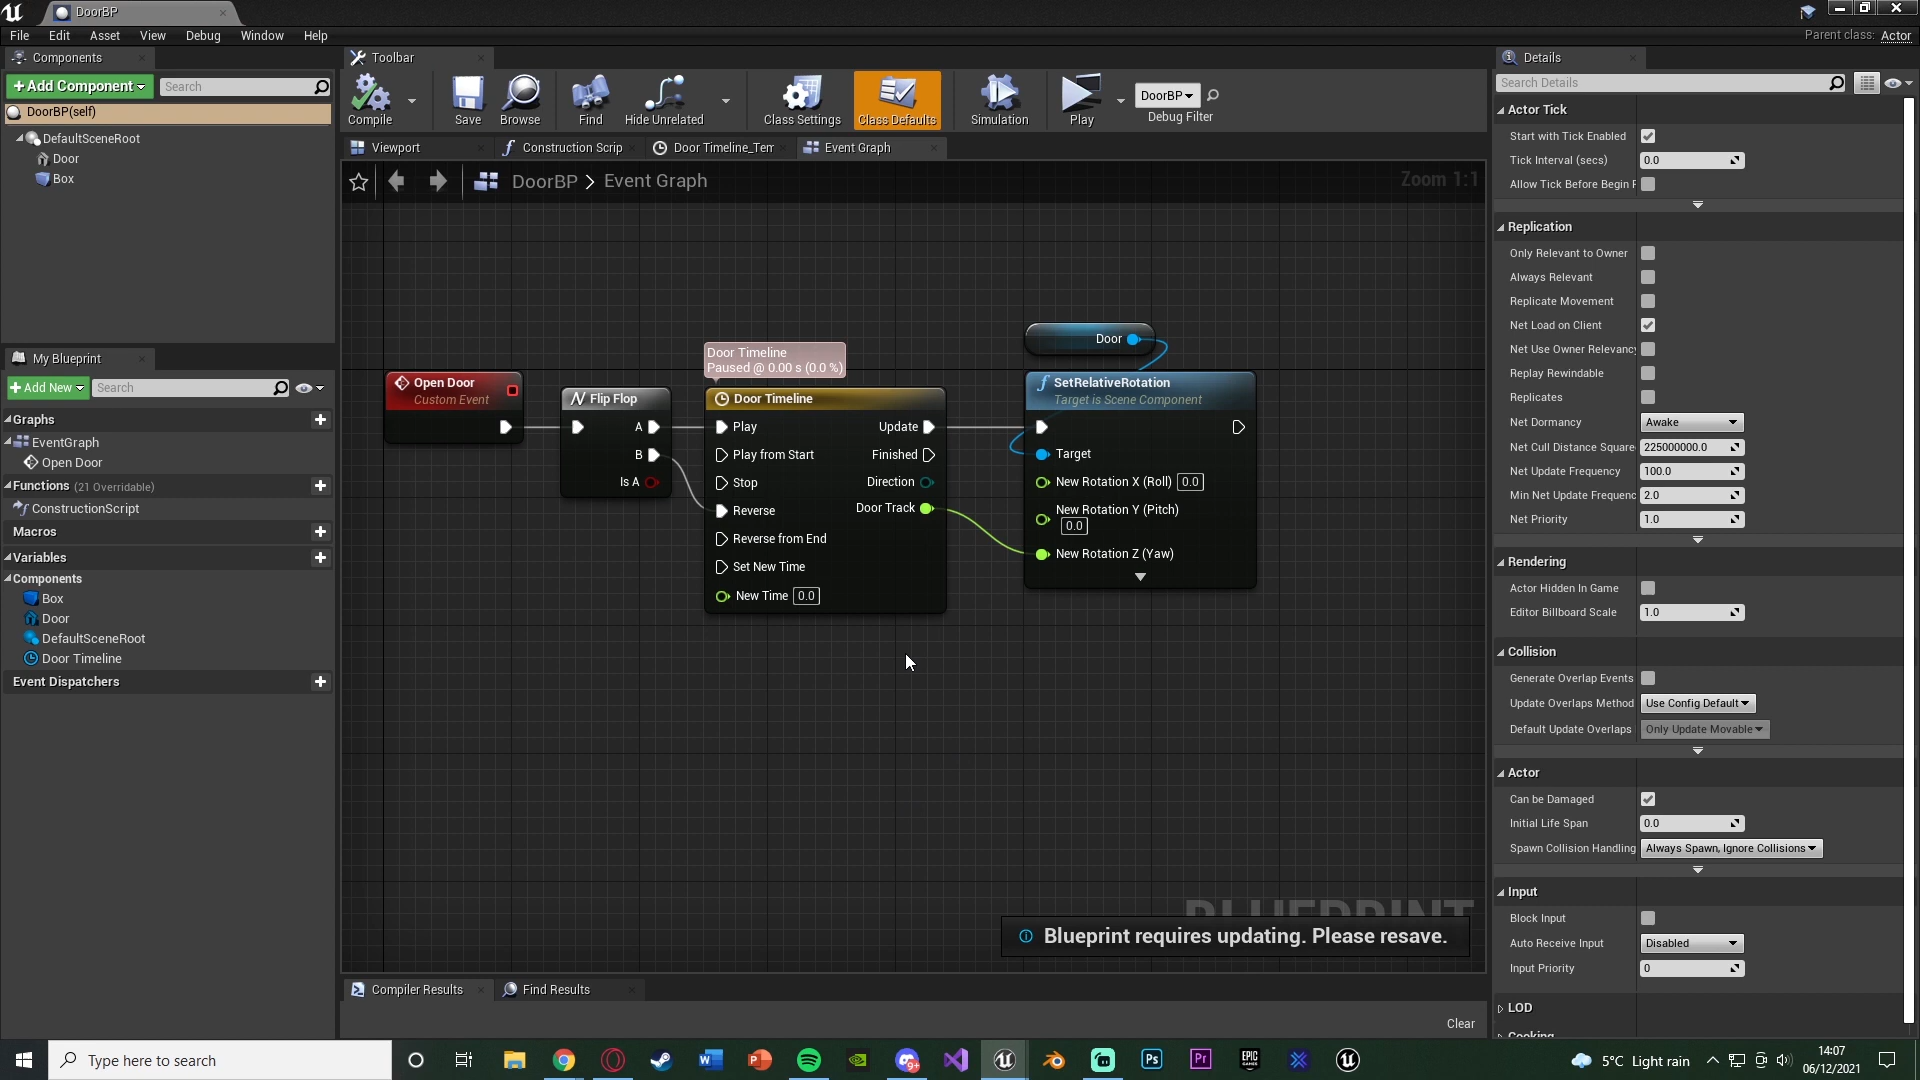 DoorBP
File Edit Asset View Debug Window Help
Parent class: Actor
Components
+Add Component
Search
DoorBP(self)
DefaultSceneRoot
Door
Box
My Blueprint
+Add New
Search
Graphs
EventGraph
Open Door
Functions (21 Overridable)
ConstructionScript
Macros
Variables
Components
Box
Door
DefaultSceneRoot
Door Timeline
Event Dispatchers
Toolbar
Compile
Save
Browse
Find
Hide Unrelated
Class Settings
Class Defaults
Simulation
Play
DoorBP
Debug Filter
Viewport
Construction Scrip
Door Timeline_Tem
Event Graph
DoorBP > Event Graph
Zoom 1:1
Open Door
Custom Event
Flip Flop
A
B
Is A
Door Timeline
Paused @ 0.00 s (0.0 %)
Door Timeline
Play
Play from Start
Stop
Reverse
Reverse from End
Set New Time
New Time 0.0
Update
Finished
Direction
Door Track
Door
SetRelativeRotation
Target is Scene Component
Target
New Rotation X (Roll) 0.0
New Rotation Y (Pitch)
0.0
New Rotation Z (Yaw)
BLUEPRINT
Blueprint requires updating. Please resave.
Compiler Results
Find Results
Clear
Details
Search Details
Actor Tick
Start with Tick Enabled
Tick Interval (secs) 0.0
Allow Tick Before Begin P
Replication
Only Relevant to Owner
Always Relevant
Replicate Movement
Net Load on Client
Net Use Owner Relevancy
Replay Rewindable
Replicates
Net Dormancy Awake
Net Cull Distance Square 225000000.0
Net Update Frequency 100.0
Min Net Update Frequenc 2.0
Net Priority 1.0
Rendering
Actor Hidden In Game
Editor Billboard Scale 1.0
Collision
Generate Overlap Events
Update Overlaps Method Use Config Default
Default Update Overlaps Only Update Movable
Actor
Can be Damaged
Initial Life Span 0.0
Spawn Collision Handling Always Spawn, Ignore Collisions
Input
Block Input
Auto Receive Input Disabled
Input Priority 0
LOD
Cooking
Type here to search
9+
Ps
Pr
EPIC
GAMES
5°C Light rain
14:07
06/12/2021